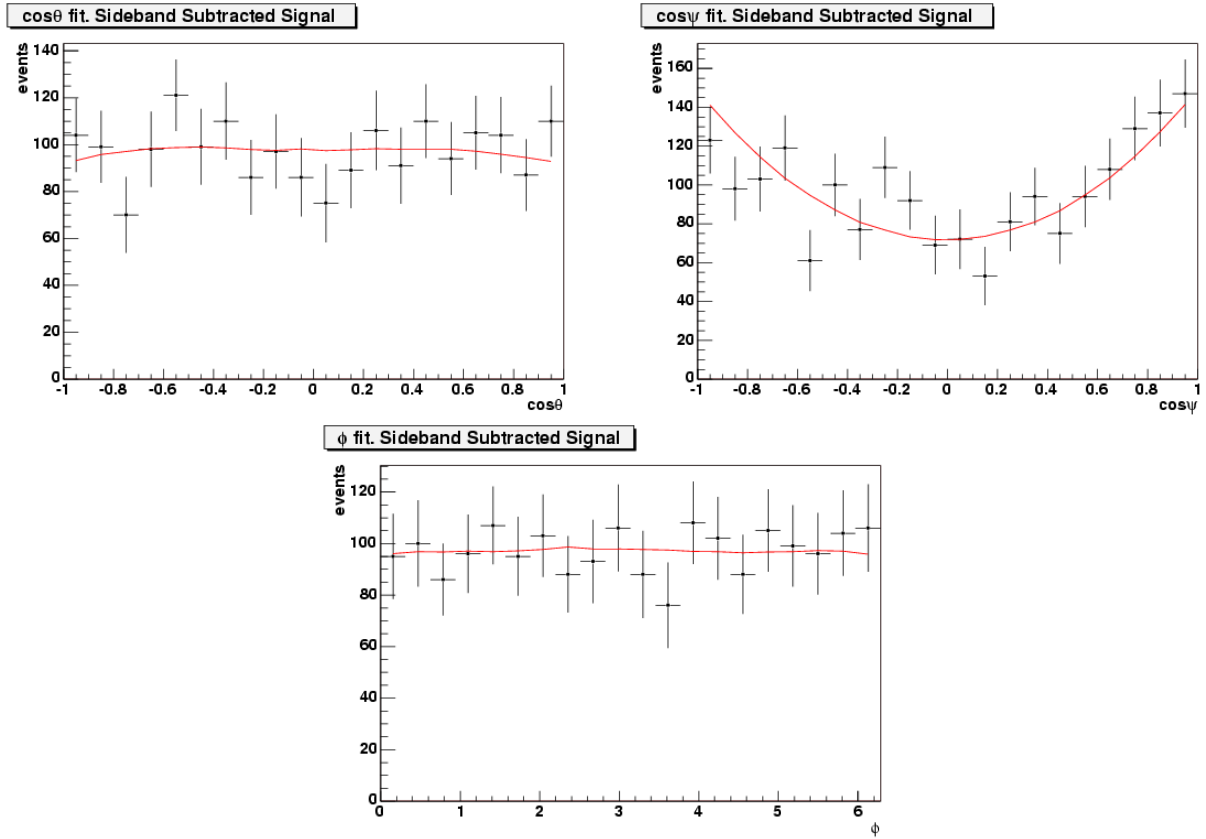 cosθ fit. Sideband Subtracted Signal
events
140
120
100
80
60
40
20
0
-1 -0.8 -0.6 -0.4 -0.2 0 0.2 0.4 0.6 0.8 1
cosθ
cosψ fit. Sideband Subtracted Signal
events
160
140
120
100
80
60
40
20
0
-1 -0.8 -0.6 -0.4 -0.2 0 0.2 0.4 0.6 0.8 1
cosψ
ϕ fit. Sideband Subtracted Signal
events
120
100
80
60
40
20
0
0 1 2 3 4 5 6
ϕ